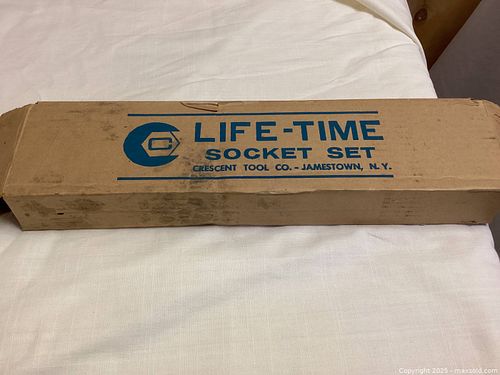 C
LIFE-TIME
SOCKET SET
CRESCENT TOOL CO. - JAMESTOWN, N.Y.
Copyright 2025 - maxsold.com